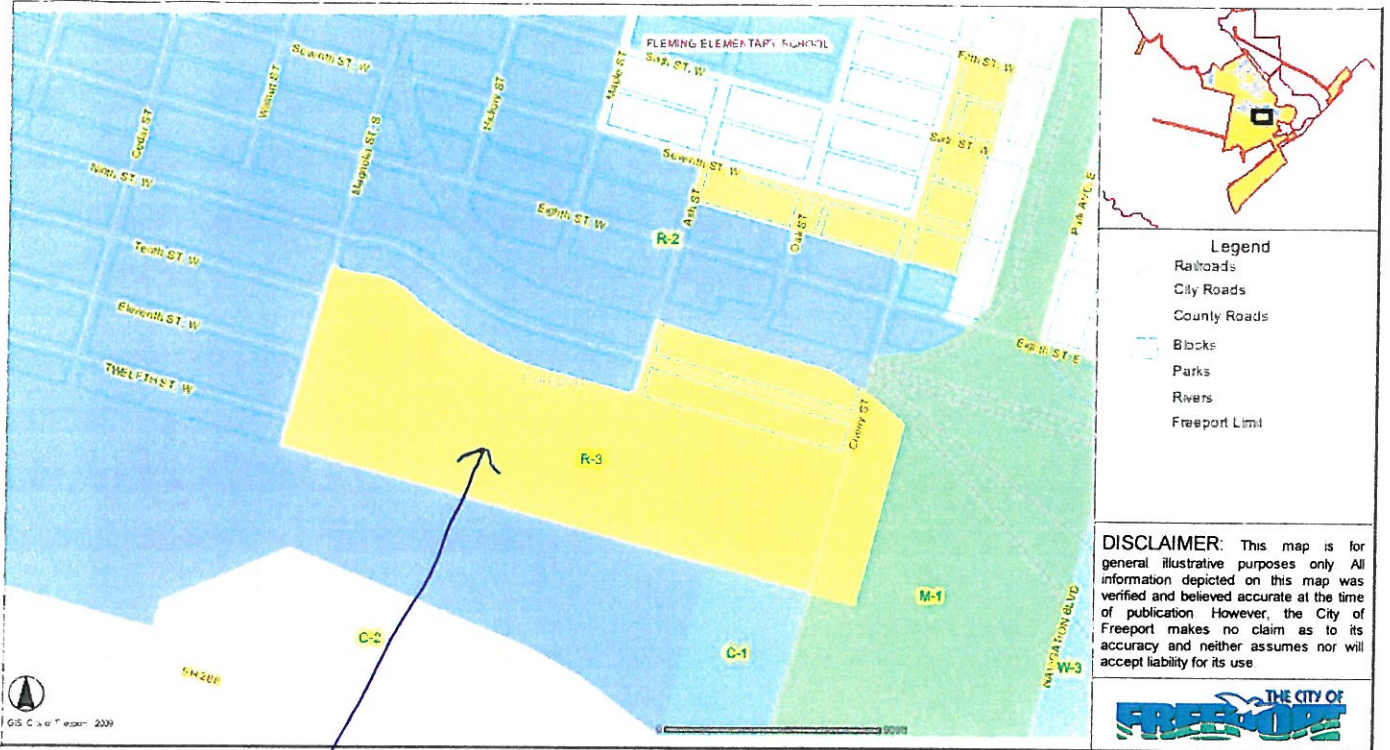 FLEMING ELEMENTARY SCHOOL
Seventh ST. W
Sixth ST. W
Fifth ST. W
Maple ST
Walnut ST
Hickory ST
Cedar ST
Magnolia ST. S
Sixth ST. W
Seventh ST. W
Ninth ST. W
Park AVE. E
Ash ST
Eighth ST. W
Oak ST
R-2
Tenth ST. W
Eleventh ST. W
Eighth ST. E
TWELFTH ST. W
Cherry ST
R-3
M-1
NAVIGATION BLVD
C-2
C-1
W-3
SH 288
Legend
Railroads
City Roads
County Roads
Blocks
Parks
Rivers
Freeport Limit
DISCLAIMER: This map is for
general illustrative purposes only. All
information depicted on this map was
verified and believed accurate at the time
of publication. However, the City of
Freeport makes no claim as to its
accuracy and neither assumes nor will
accept liability for its use.
THE CITY OF
FREEPORT